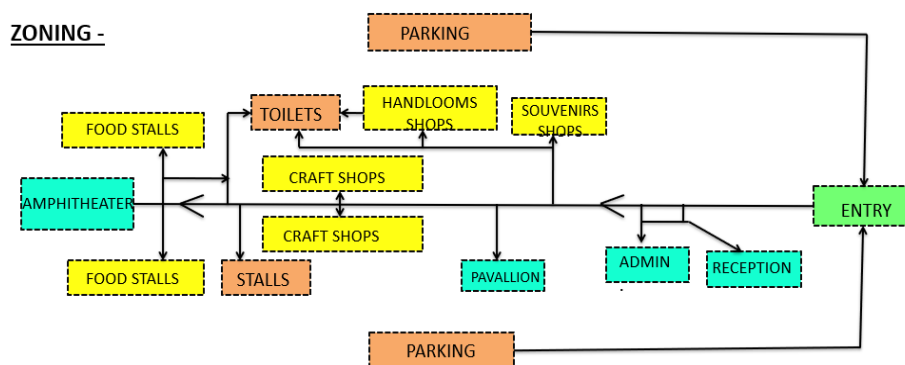 ZONING -
PARKING
FOOD STALLS
TOILETS
HANDLOOMS
SHOPS
SOUVENIRS
SHOPS
CRAFT SHOPS
AMPHITHEATER
ENTRY
CRAFT SHOPS
FOOD STALLS
STALLS
PAVALLION
ADMIN
.
RECEPTION
PARKING